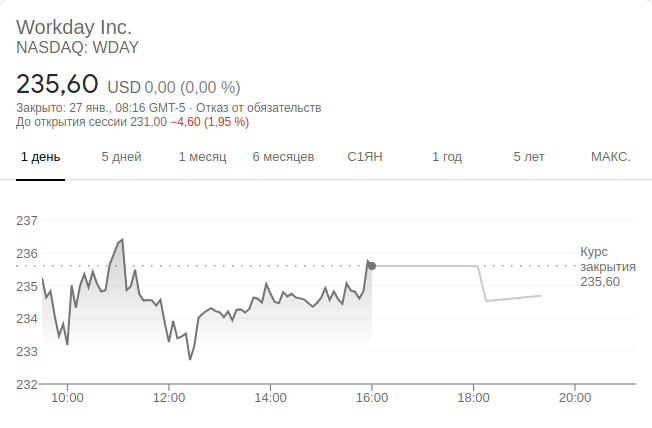 Workday Inc.
NASDAQ: WDAY
235,60 USD 0,00 (0,00 %)
Закрыто: 27 янв., 08:16 GMT-5 · Отказ от обязательств
До открытия сессии 231,00 −4,60 (1,95 %)
1 день 5 дней 1 месяц 6 месяцев С1ЯН 1 год 5 лет МАКС.
237
236
235
234
233
232
Курс
закрытия
235,60
10:00 12:00 14:00 16:00 18:00 20:00